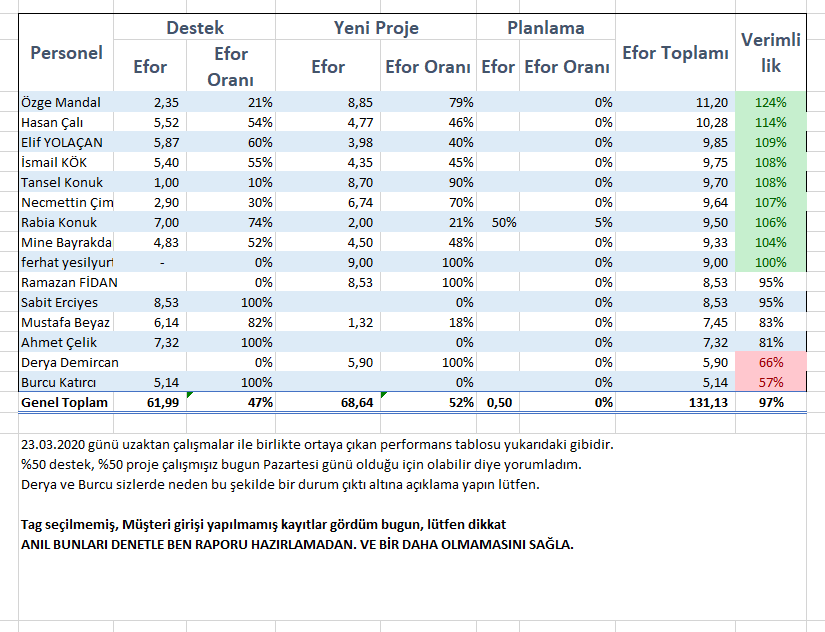 Personel Destek Yeni Proje Planlama Efor Toplamı Verimli lik
Efor Efor Oranı Efor Efor Oranı Efor Efor Oranı
Özge Mandal 2,35 21% 8,85 79% 0% 11,20 124%
Hasan Çalı 5,52 54% 4,77 46% 0% 10,28 114%
Elif YOLAÇAN 5,87 60% 3,98 40% 0% 9,85 109%
İsmail KÖK 5,40 55% 4,35 45% 0% 9,75 108%
Tansel Konuk 1,00 10% 8,70 90% 0% 9,70 108%
Necmettin Çim 2,90 30% 6,74 70% 0% 9,64 107%
Rabia Konuk 7,00 74% 2,00 21% 50% 5% 9,50 106%
Mine Bayrakda 4,83 52% 4,50 48% 0% 9,33 104%
ferhat yesilyurt - 0% 9,00 100% 0% 9,00 100%
Ramazan FİDAN 0% 8,53 100% 0% 8,53 95%
Sabit Erciyes 8,53 100% 0% 0% 8,53 95%
Mustafa Beyaz 6,14 82% 1,32 18% 0% 7,45 83%
Ahmet Çelik 7,32 100% 0% 0% 7,32 81%
Derya Demircan 0% 5,90 100% 0% 5,90 66%
Burcu Katırcı 5,14 100% 0% 0% 5,14 57%
Genel Toplam 61,99 47% 68,64 52% 0,50 0% 131,13 97%
23.03.2020 günü uzaktan çalışmalar ile birlikte ortaya çıkan performans tablosu yukarıdaki gibidir.
%50 destek, %50 proje çalışmışız bugun Pazartesi günü olduğu için olabilir diye yorumladım.
Derya ve Burcu sizlerde neden bu şekilde bir durum çıktı altına açıklama yapın lütfen.
Tag seçilmemiş, Müşteri girişi yapılmamış kayıtlar gördüm bugun, lütfen dikkat
ANIL BUNLARI DENETLE BEN RAPORU HAZIRLAMADAN. VE BİR DAHA OLMAMASINI SAĞLA.